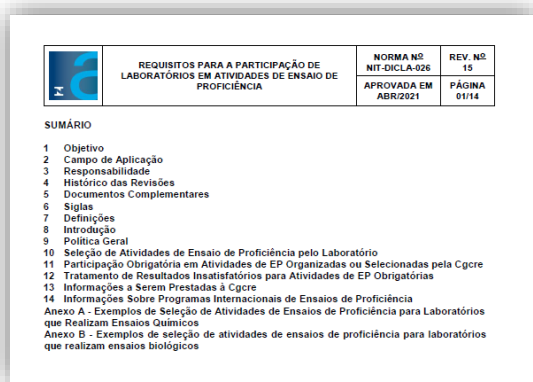 REQUISITOS PARA A PARTICIPAÇÃO DE
LABORATÓRIOS EM ATIVIDADES DE ENSAIO DE
PROFICIÊNCIA
NORMA Nº
NIT-DICLA-026
REV. Nº
15
APROVADA EM
ABR/2021
PÁGINA
01/14
SUMÁRIO
1 Objetivo
2 Campo de Aplicação
3 Responsabilidade
4 Histórico das Revisões
5 Documentos Complementares
6 Siglas
7 Definições
8 Introdução
9 Política Geral
10 Seleção de Atividades de Ensaio de Proficiência pelo Laboratório
11 Participação Obrigatória em Atividades de EP Organizadas ou Selecionadas pela Cgcre
12 Tratamento de Resultados Insatisfatórios para Atividades de EP Obrigatórias
13 Informações a Serem Prestadas à Cgcre
14 Informações Sobre Programas Internacionais de Ensaios de Proficiência
Anexo A - Exemplos de Seleção de Atividades de Ensaios de Proficiência para Laboratórios
que Realizam Ensaios Químicos
Anexo B - Exemplos de seleção de atividades de ensaios de proficiência para laboratórios
que realizam ensaios biológicos